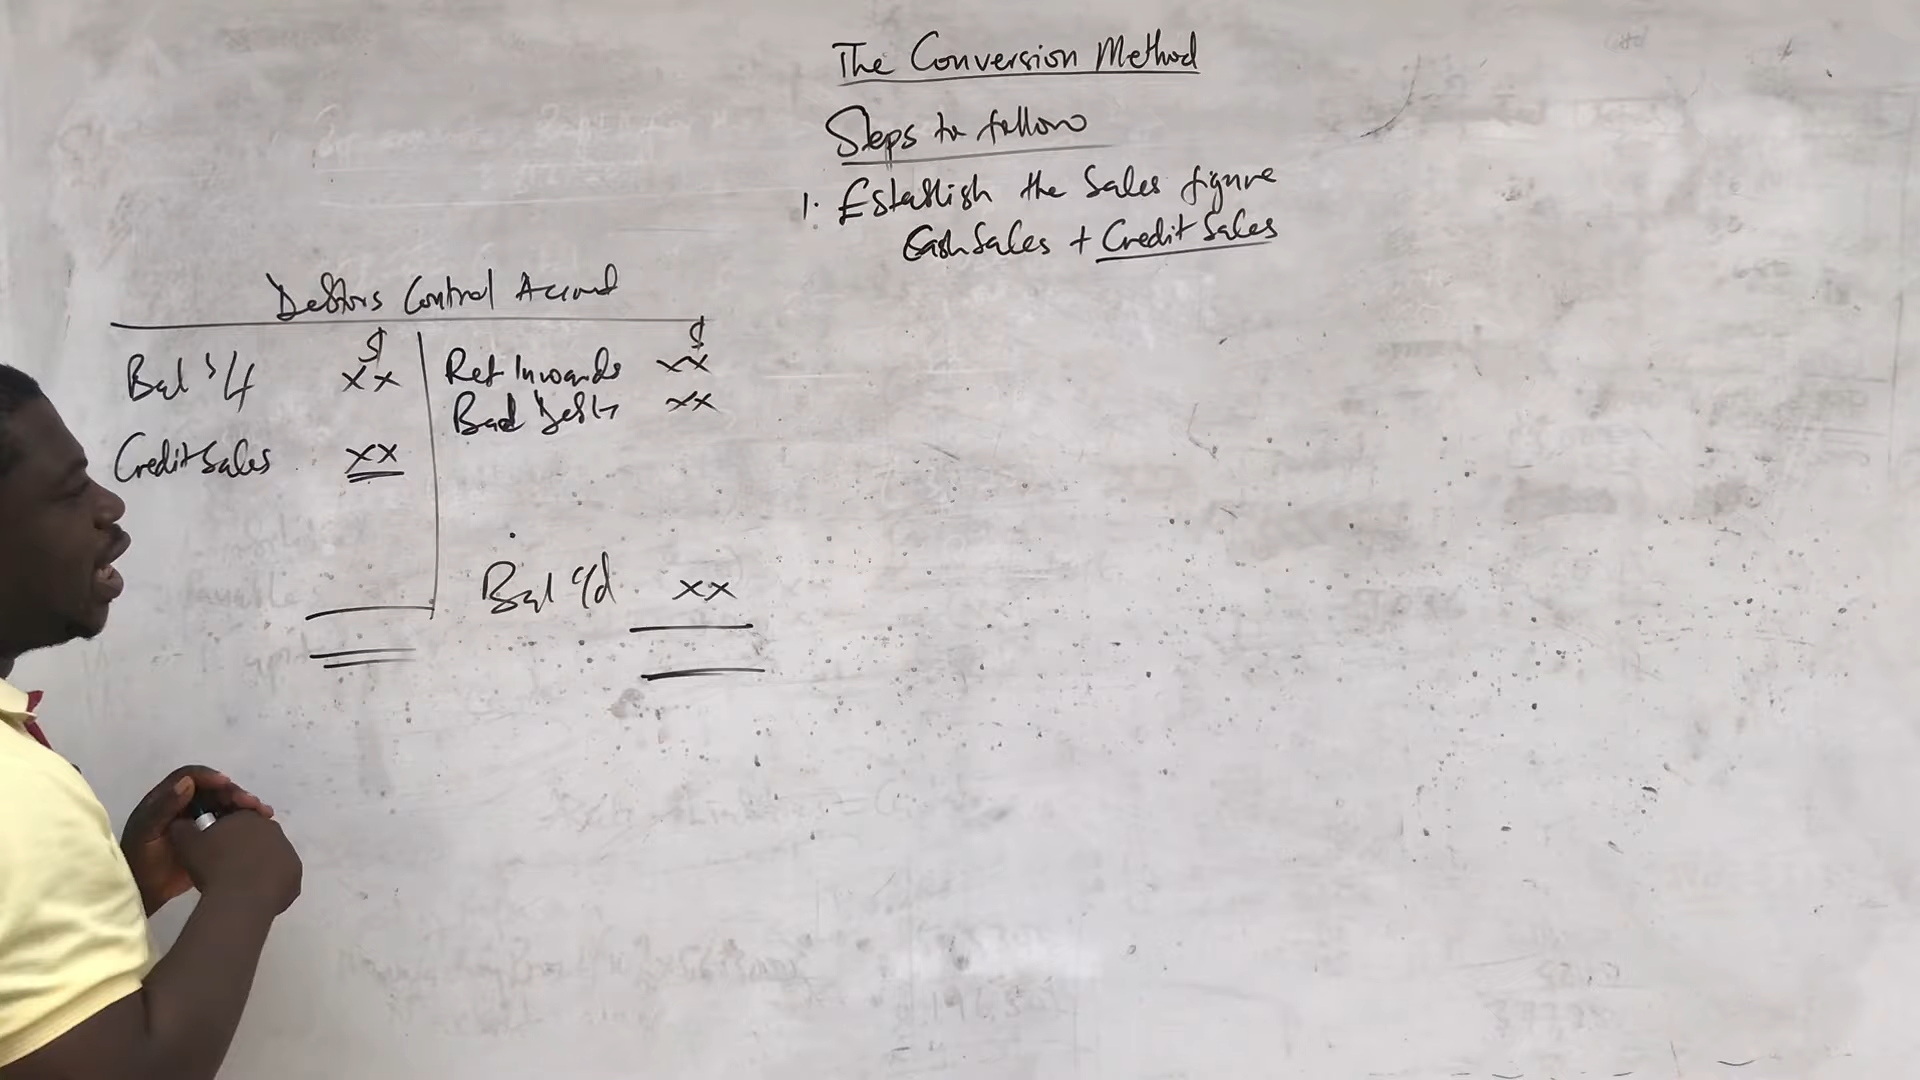 The Conversion Method
Steps to follow
1. Establish the Sales figure
Cash Sales + Credit Sales
Debtors Control Account
$ $
Bal b/f xx Ret Inwards xx
Bad Debts xx
Credit Sales xx
Bal c/d xx